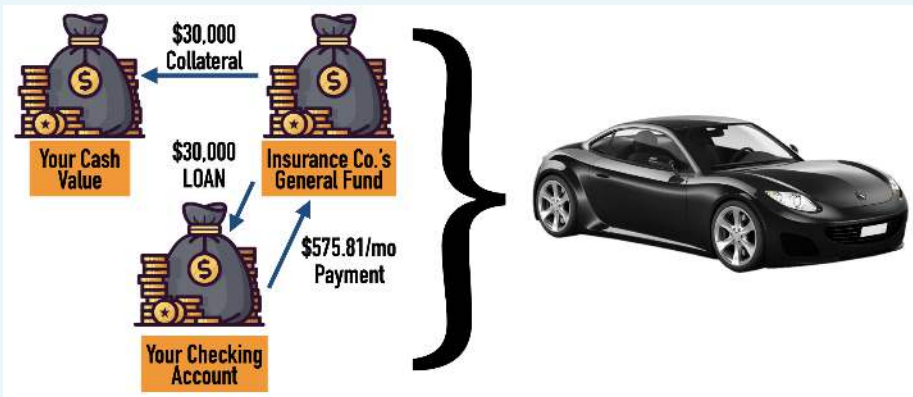 $30,000
Collateral
Your Cash
Value
$30,000
LOAN
Insurance Co.'s
General Fund
$575.81/mo
Payment
Your Checking
Account